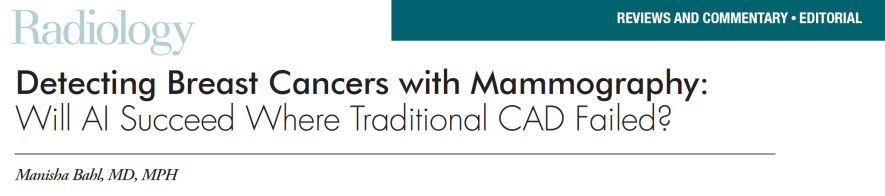 Radiology
REVIEWS AND COMMENTARY • EDITORIAL
Detecting Breast Cancers with Mammography:
Will AI Succeed Where Traditional CAD Failed?
Manisha Bahl, MD, MPH